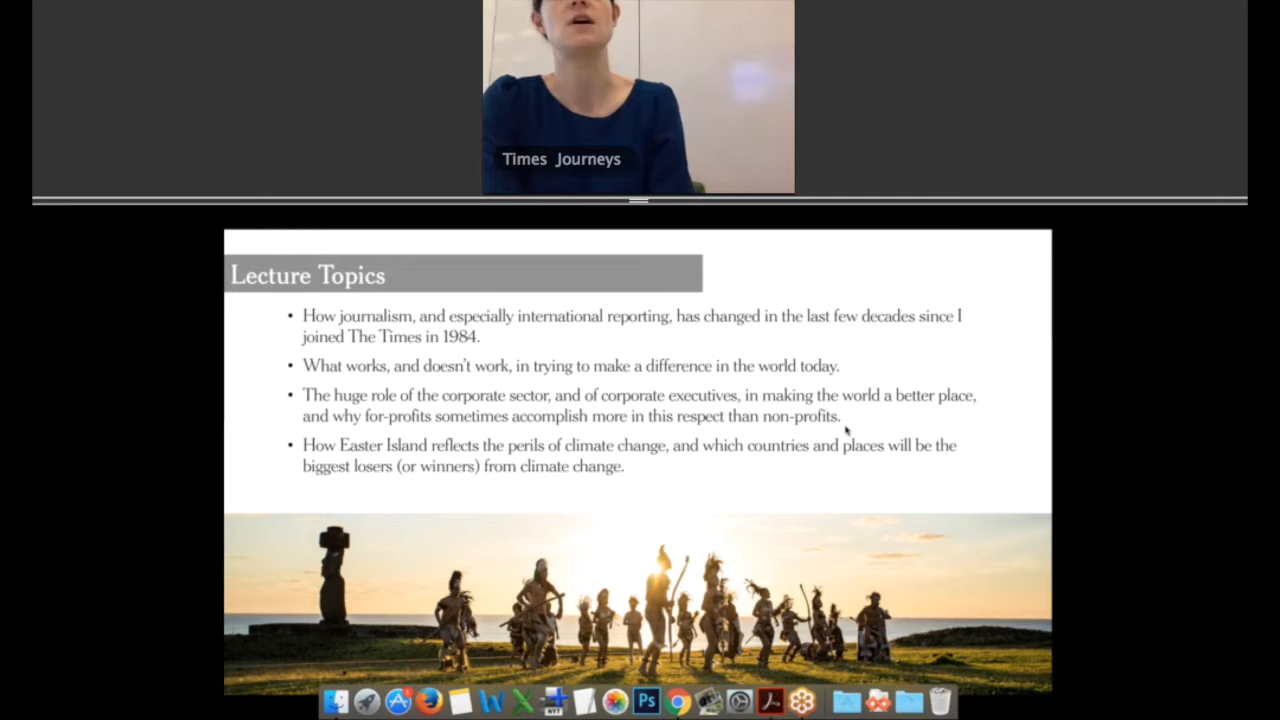 Times Journeys
Lecture Topics
• How journalism, and especially international reporting, has changed in the last few decades since I
joined The Times in 1984.
• What works, and doesn't work, in trying to make a difference in the world today.
• The huge role of the corporate sector, and of corporate executives, in making the world a better place,
and why for-profits sometimes accomplish more in this respect than non-profits.
• How Easter Island reflects the perils of climate change, and which countries and places will be the
biggest losers (or winners) from climate change.
W
X
NYT
Ps